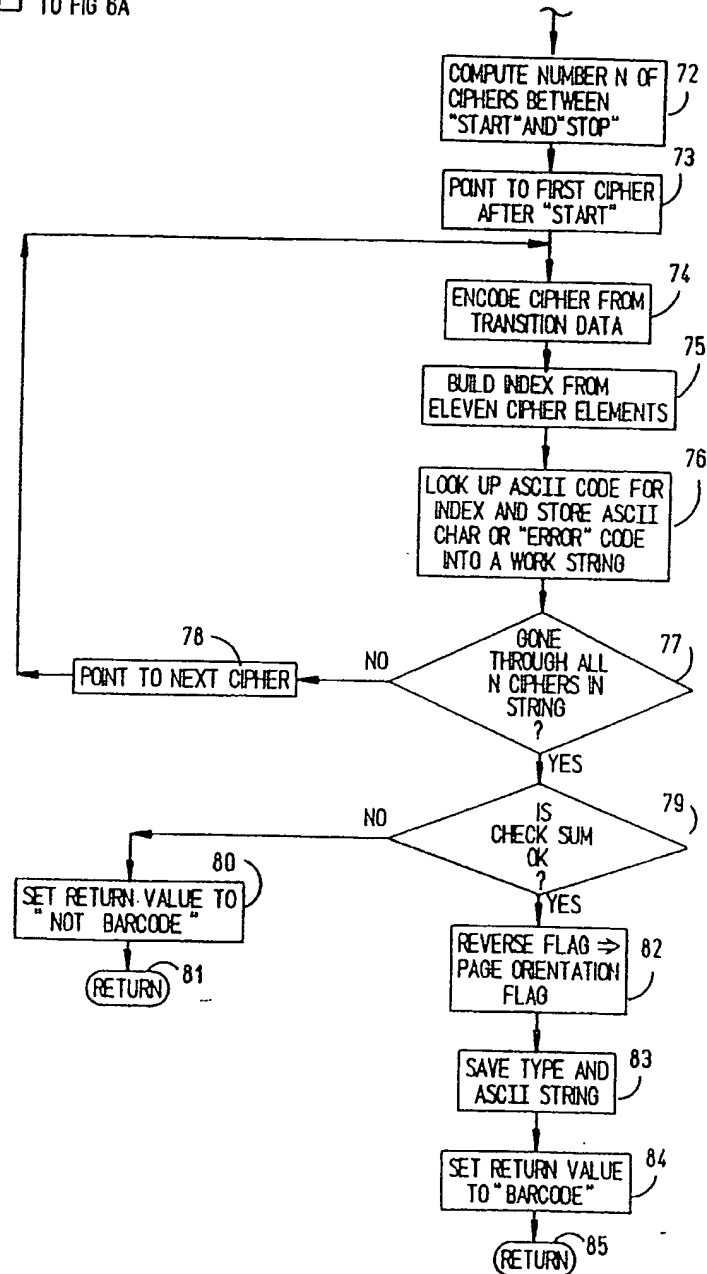 TO FIG 6A
COMPUTE NUMBER N OF
CIPHERS BETWEEN
"START"AND"STOP"
72
POINT TO FIRST CIPHER
AFTER "START"
73
ENCODE CIPHER FROM
TRANSITION DATA
74
BUILD INDEX FROM
ELEVEN CIPHER ELEMENTS
75
LOOK UP ASCII CODE FOR
INDEX AND STORE ASCII
CHAR OR "ERROR" CODE
INTO A WORK STRING
76
GONE
THROUGH ALL
N CIPHERS IN
STRING
?
77
NO
78
POINT TO NEXT CIPHER
YES
IS
CHECK SUM
OK
?
79
NO
80
SET RETURN VALUE TO
"NOT BARCODE"
RETURN
81
YES
REVERSE FLAG ⇒
PAGE ORIENTATION
FLAG
82
SAVE TYPE AND
ASCII STRING
83
SET RETURN VALUE
TO "BARCODE"
84
RETURN
85